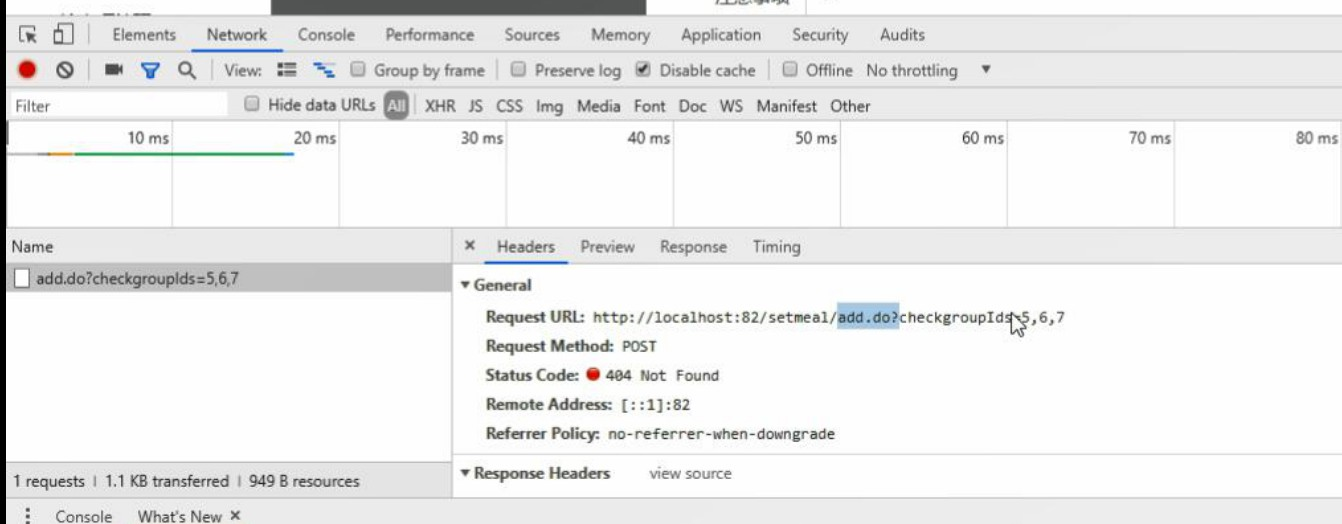 Elements Network Console Performance Sources Memory Application Security Audits
View: Group by frame Preserve log Disable cache Offline No throttling
Filter Hide data URLs All XHR JS CSS Img Media Font Doc WS Manifest Other
10 ms 20 ms 30 ms 40 ms 50 ms 60 ms 70 ms 80 ms
Name × Headers Preview Response Timing
add.do?checkgroupIds=5,6,7
General
Request URL: http://localhost:82/setmeal/add.do?checkgroupIds=5,6,7
Request Method: POST
Status Code: 404 Not Found
Remote Address: [::1]:82
Referrer Policy: no-referrer-when-downgrade
Response Headers view source
1 requests | 1.1 KB transferred | 949 B resources
Console What's New ×